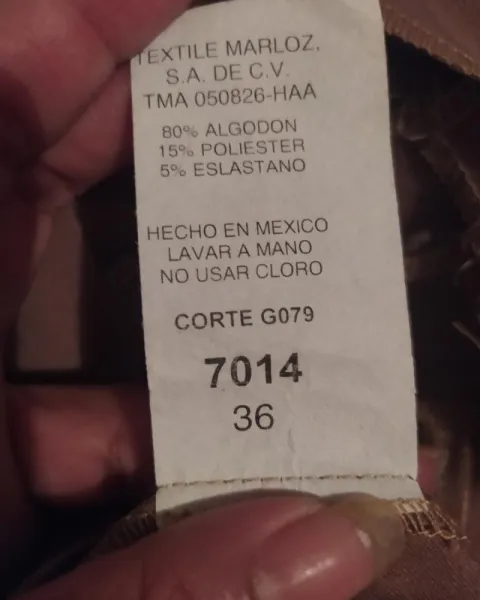 TEXTILE MARLOZ,
S.A. DE C.V.
TMA 050826-HAA
80% ALGODON
15% POLIESTER
5% ESLASTANO
HECHO EN MEXICO
LAVAR A MANO
NO USAR CLORO
CORTE G079
7014
36